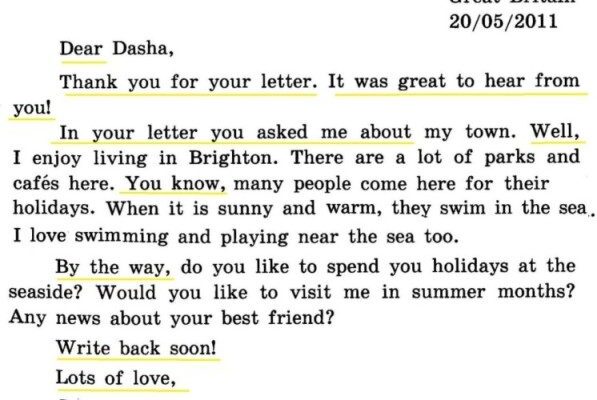 20/05/2011
Dear Dasha,
Thank you for your letter. It was great to hear from
you!
In your letter you asked me about my town. Well,
I enjoy living in Brighton. There are a lot of parks and
cafés here. You know, many people come here for their
holidays. When it is sunny and warm, they swim in the sea.
I love swimming and playing near the sea too.
By the way, do you like to spend you holidays at the
seaside? Would you like to visit me in summer months?
Any news about your best friend?
Write back soon!
Lots of love,